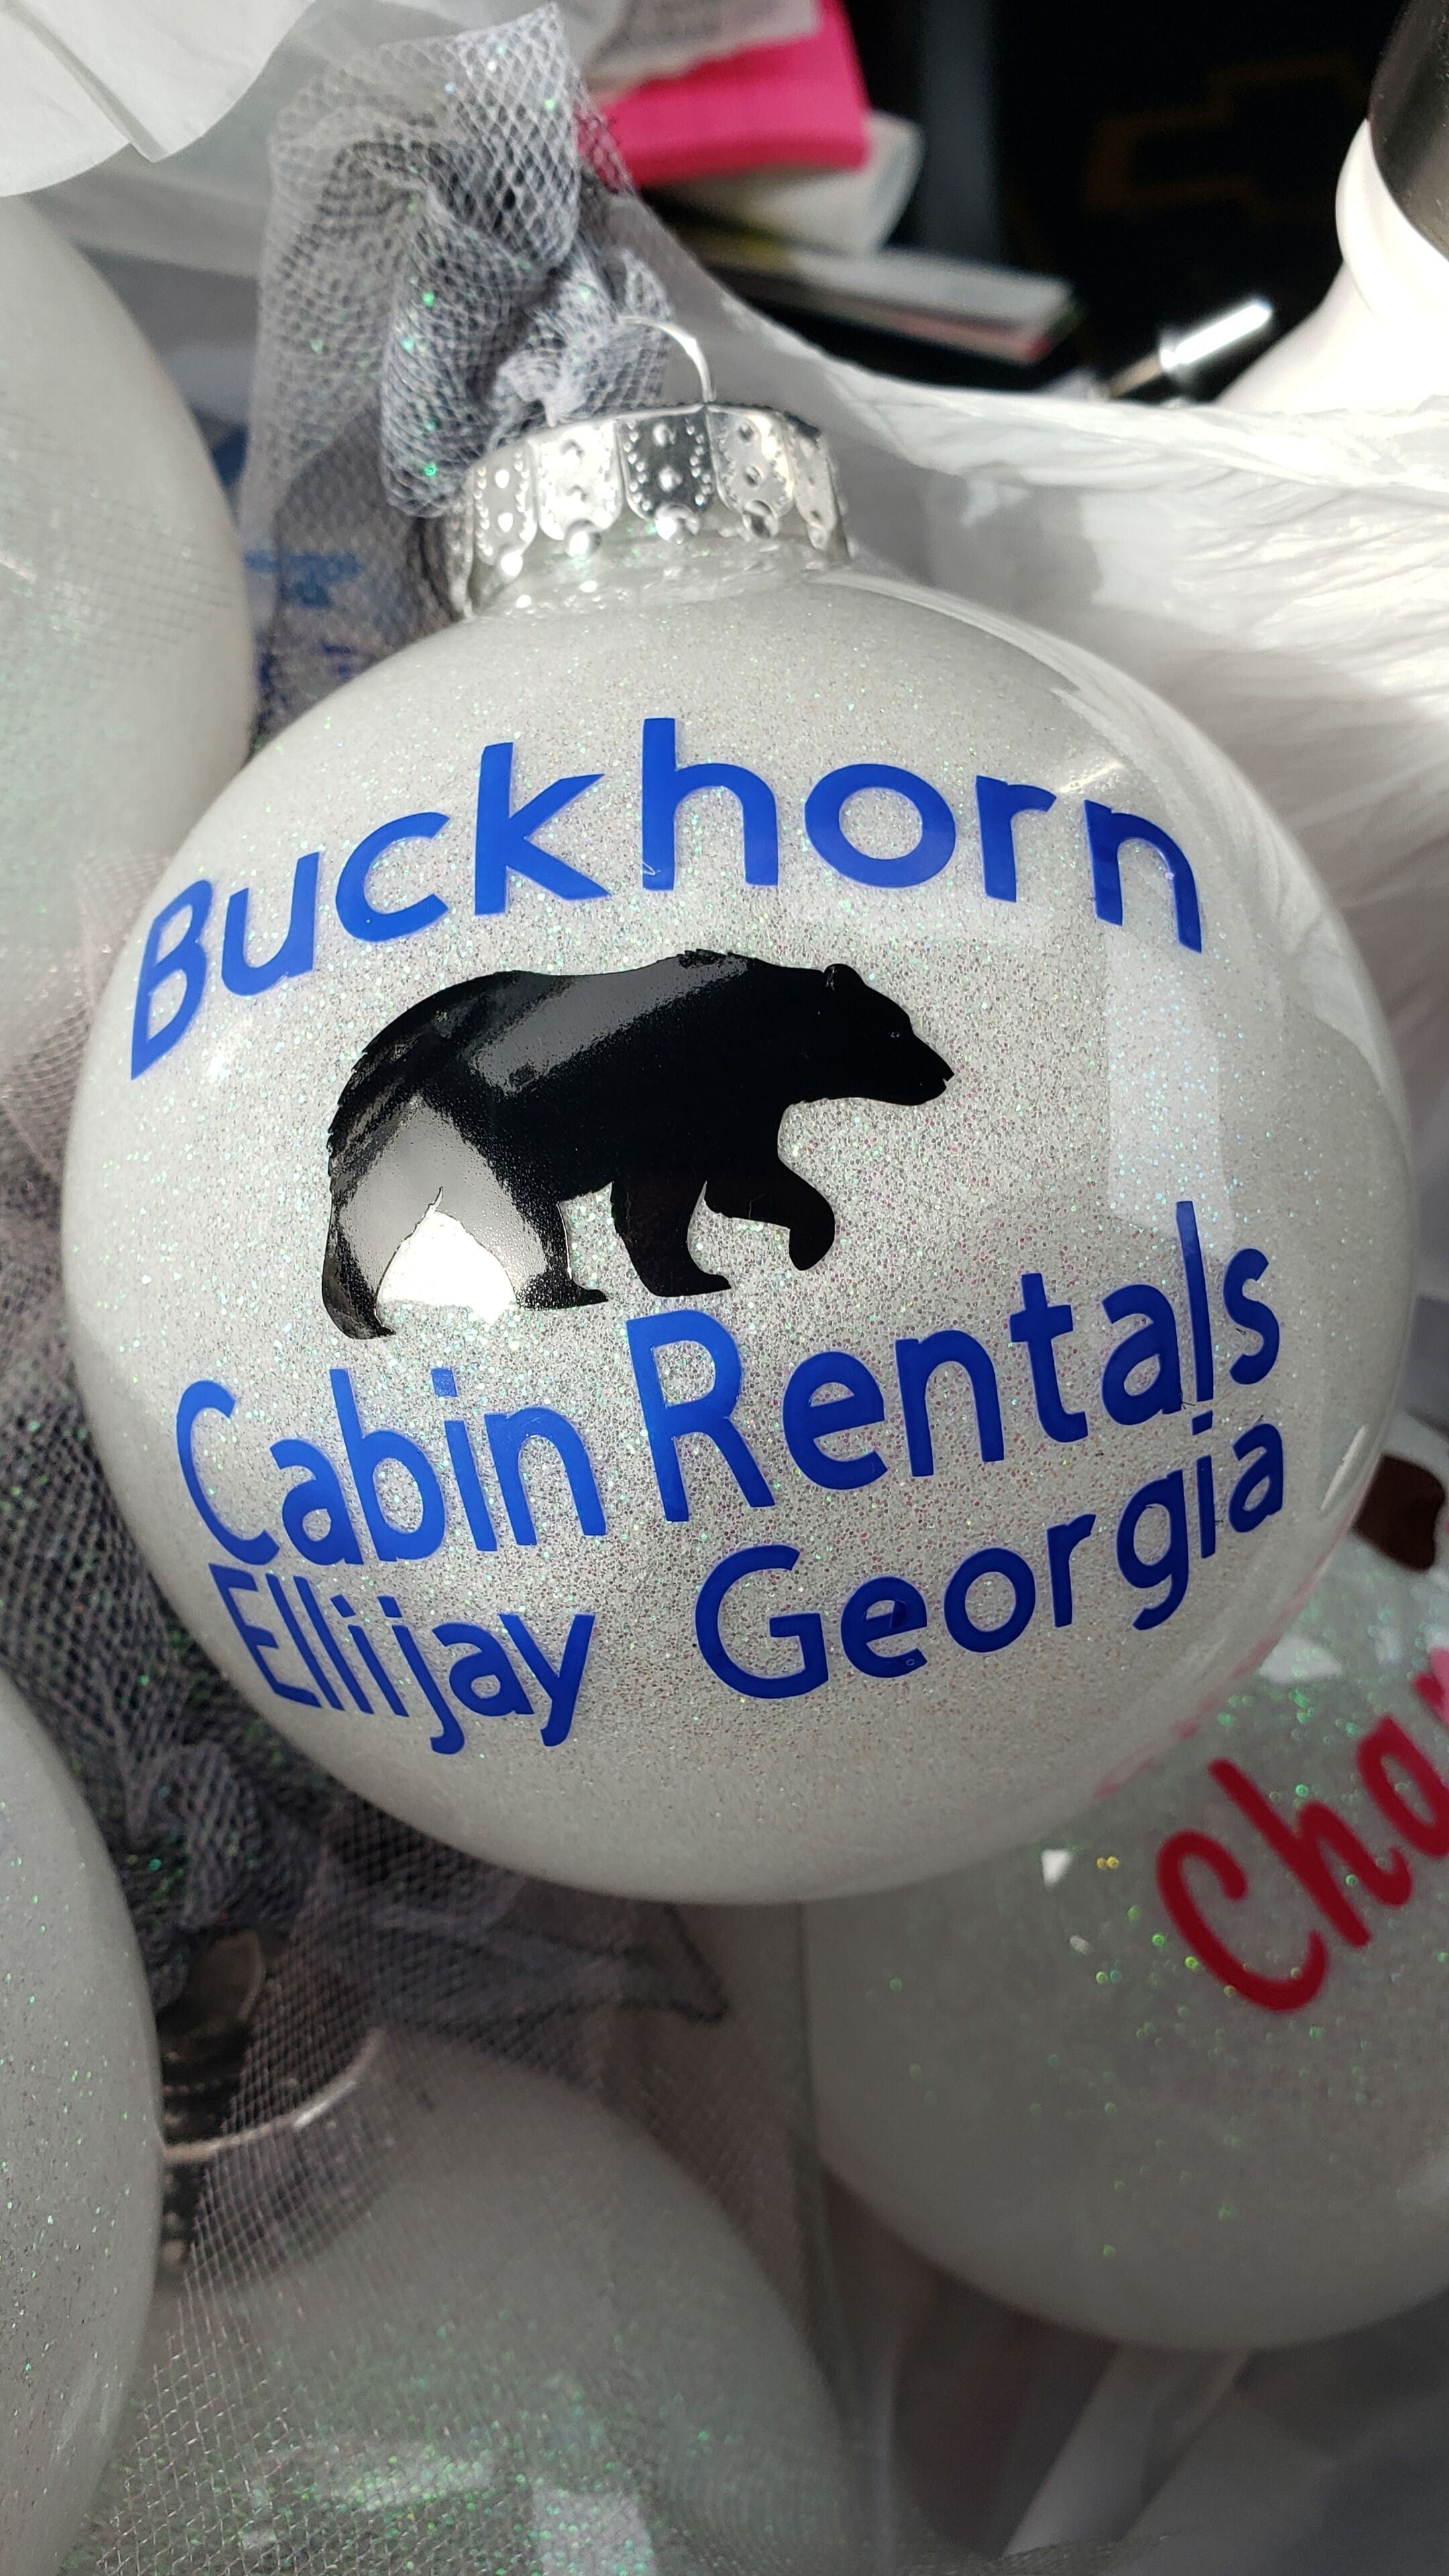 Buckhorn
Cabin Rentals
Ellijay Georgia